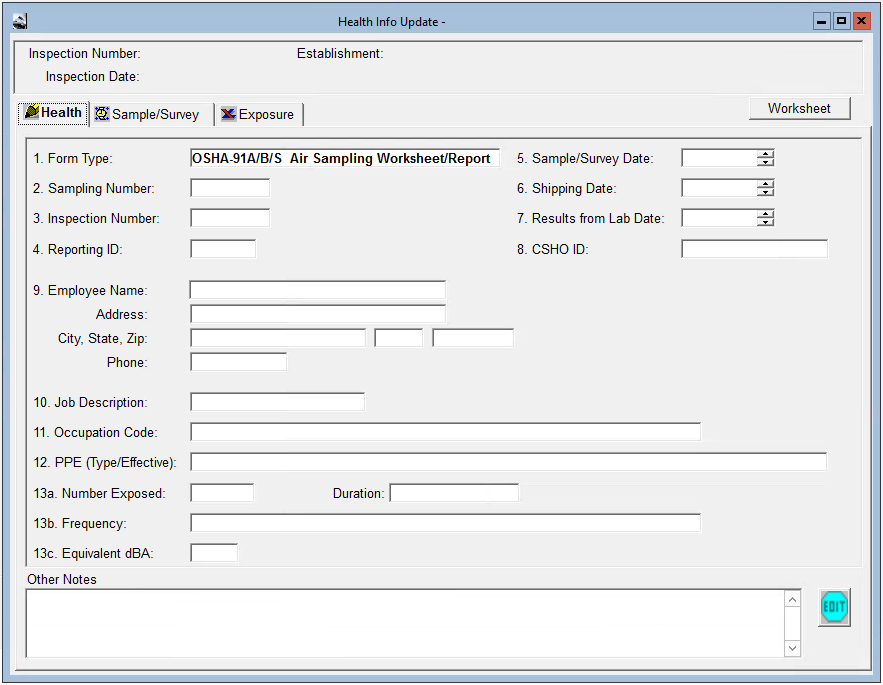 Health Info Update -
Inspection Number: Establishment:
Inspection Date:
Health Sample/Survey Exposure Worksheet
1. Form Type: OSHA-91A/B/S Air Sampling Worksheet/Report 5. Sample/Survey Date:
2. Sampling Number: 6. Shipping Date:
3. Inspection Number: 7. Results from Lab Date:
4. Reporting ID: 8. CSHO ID:
9. Employee Name:
Address:
City, State, Zip:
Phone:
10. Job Description:
11. Occupation Code:
12. PPE (Type/Effective):
13a. Number Exposed: Duration:
13b. Frequency:
13c. Equivalent dBA:
Other Notes
EDIT